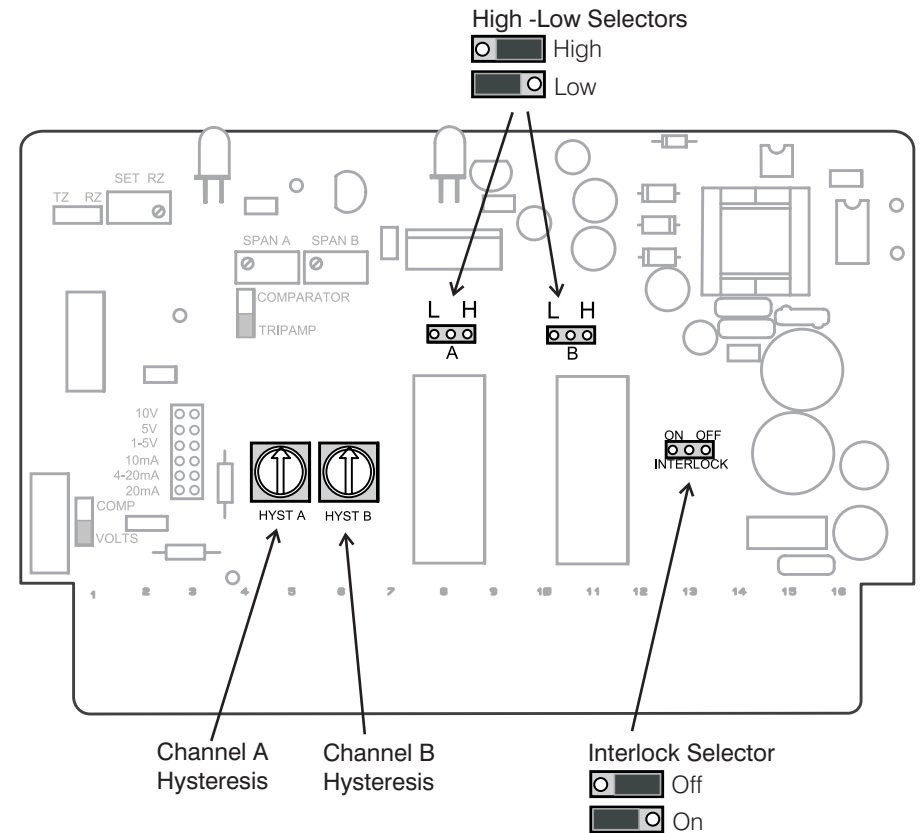 High -Low Selectors
High
Low
SET RZ
TZ RZ
SPAN A SPAN B
COMPARATOR
TRIPAMP
L H
A
L H
B
10V
5V
1-5V
10mA
4-20mA
20mA
COMP
VOLTS
HYST A HYST B
ON OFF
INTERLOCK
1 2 3 4 5 6 7 8 9 10 11 12 13 14 15 16
Channel A
Hysteresis
Channel B
Hysteresis
Interlock Selector
Off
On